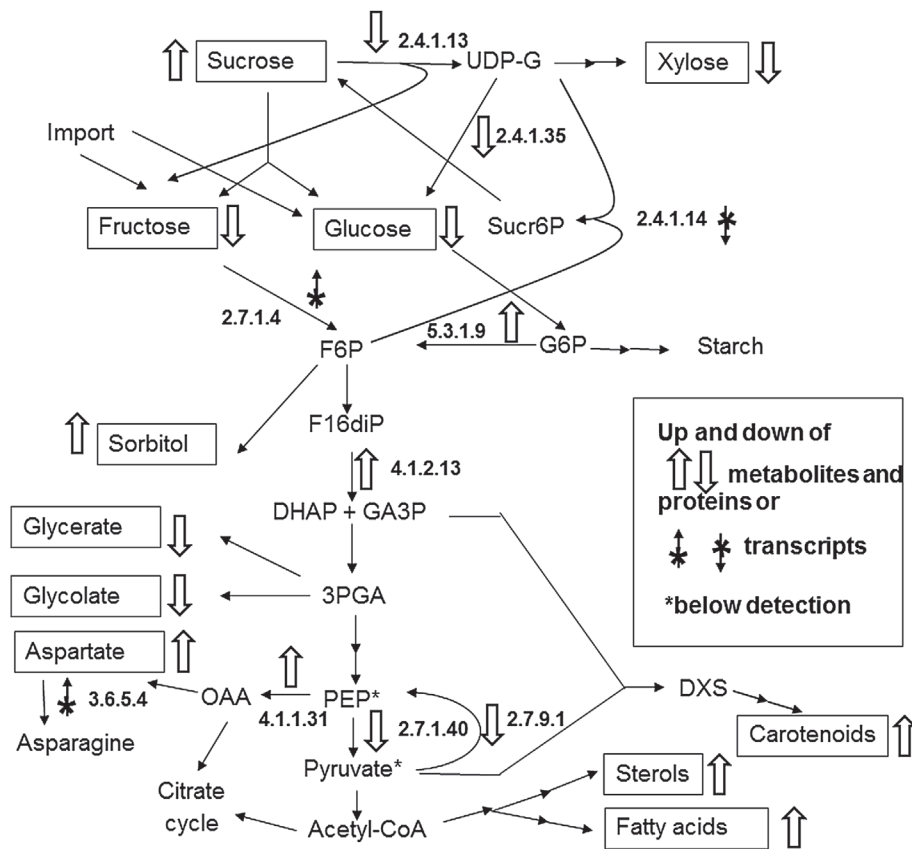 2.4.1.13
Sucrose
UDP-G
Xylose
Import
2.4.1.35
Fructose
Glucose
Sucr6P
2.4.1.14
2.7.1.4
5.3.1.9
F6P
G6P
Starch
F16diP
Sorbitol
4.1.2.13
Up and down of
metabolites and
proteins or
transcripts
*below detection
DHAP + GA3P
Glycerate
3PGA
Glycolate
Aspartate
3.6.5.4
OAA
PEP*
4.1.1.31
2.7.1.40
2.7.9.1
DXS
Asparagine
Carotenoids
Pyruvate*
Sterols
Citrate
cycle
Acetyl-CoA
Fatty acids